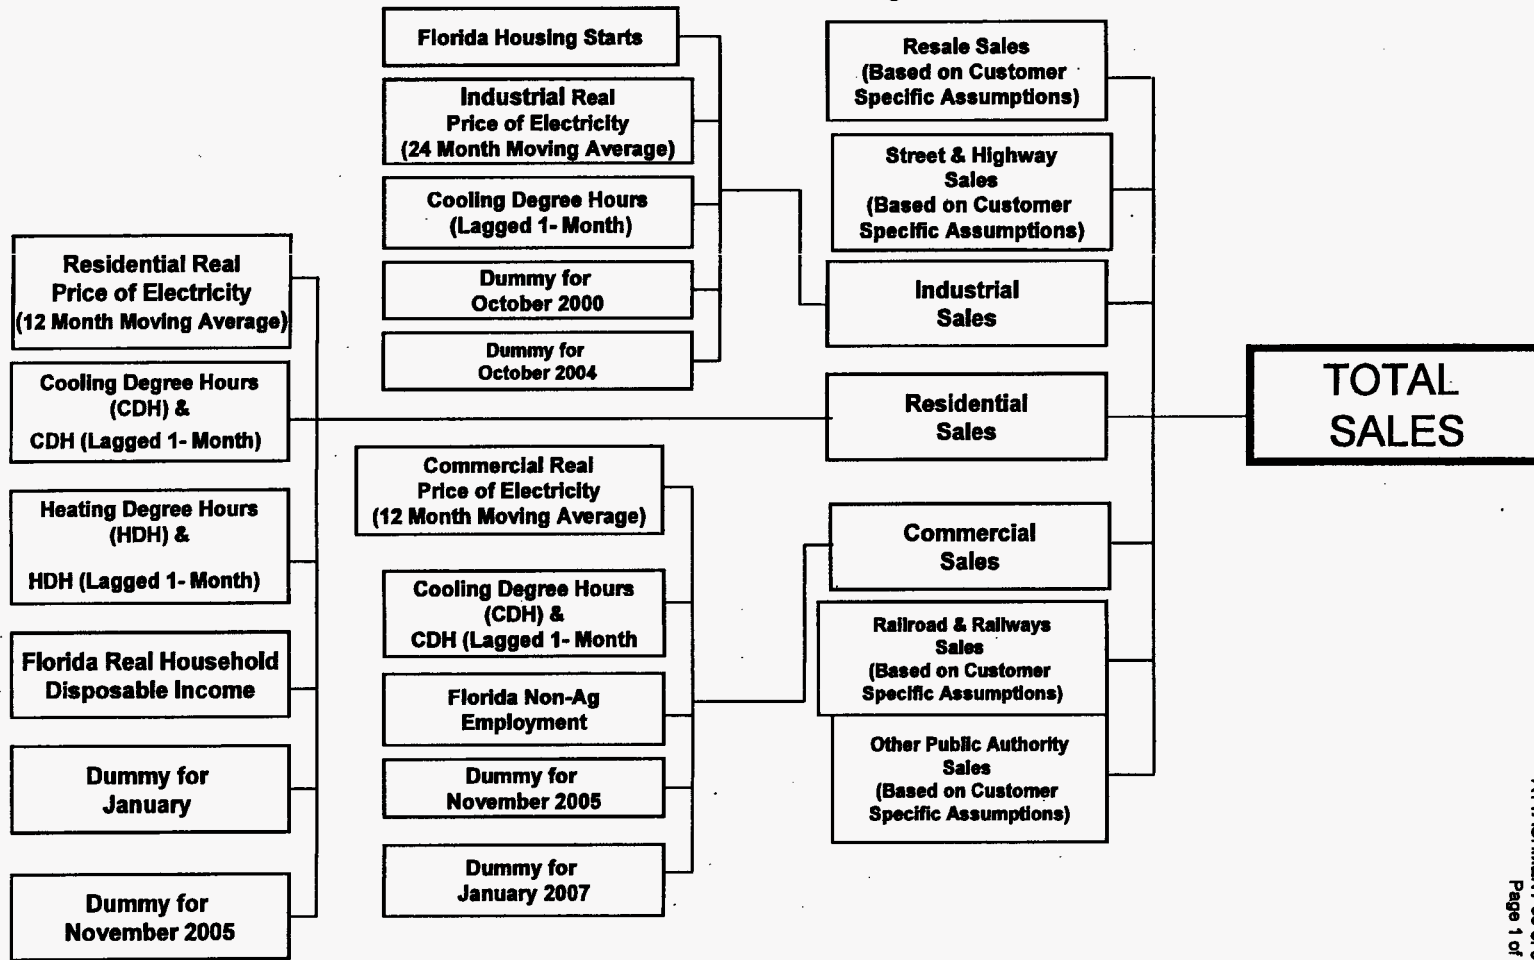 Florida Housing Starts
Industrial Real
Price of Electricity
(24 Month Moving Average)
Cooling Degree Hours
(Lagged 1- Month)
Dummy for
October 2000
Dummy for
October 2004
Residential Real
Price of Electricity
(12 Month Moving Average)
Cooling Degree Hours
(CDH) &
CDH (Lagged 1- Month)
Heating Degree Hours
(HDH) &
HDH (Lagged 1- Month)
Florida Real Household
Disposable Income
Dummy for
January
Dummy for
November 2005
Commercial Real
Price of Electricity
(12 Month Moving Average)
Cooling Degree Hours
(CDH) &
CDH (Lagged 1- Month
Florida Non-Ag
Employment
Dummy for
November 2005
Dummy for
January 2007
Resale Sales
(Based on Customer
Specific Assumptions)
Street & Highway
Sales
(Based on Customer
Specific Assumptions)
Industrial
Sales
Residential
Sales
Commercial
Sales
Railroad & Railways
Sales
(Based on Customer
Specific Assumptions)
Other Public Authority
Sales
(Based on Customer
Specific Assumptions)
TOTAL
SALES
Page 1 of